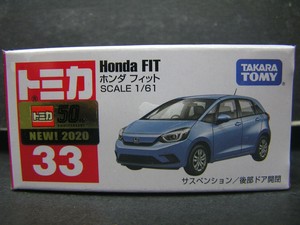 トミカ
トミカ 50
NEW! 2020
33
Honda FIT
ホンダ フィット
SCALE 1/61
TAKARA
TOMY
サスペンション/後部ドア開閉